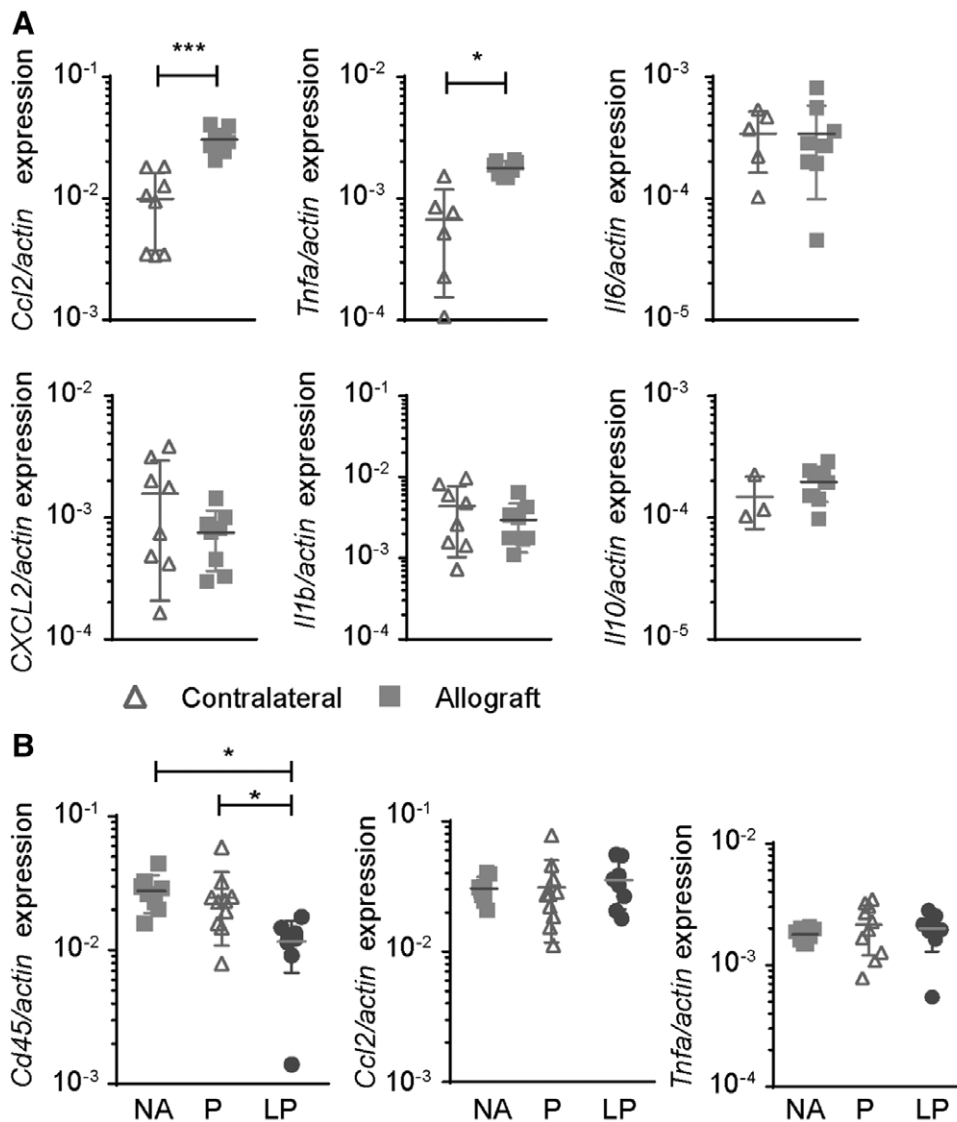 A
*** *
Ccl2/actin expression
10-1
10-2
10-3
Tnfa/actin expression
10-2
10-3
10-4
Il6/actin expression
10-3
10-4
10-5
CXCL2/actin expression
10-2
10-3
10-4
Il1b/actin expression
10-1
10-2
10-3
10-4
Il10/actin expression
10-3
10-4
10-5
Contralateral Allograft
B
*
*
Cd45/actin expression
10-1
10-2
10-3
NA P LP
Ccl2/actin expression
10-1
10-2
10-3
NA P LP
Tnfa/actin expression
10-2
10-3
10-4
NA P LP